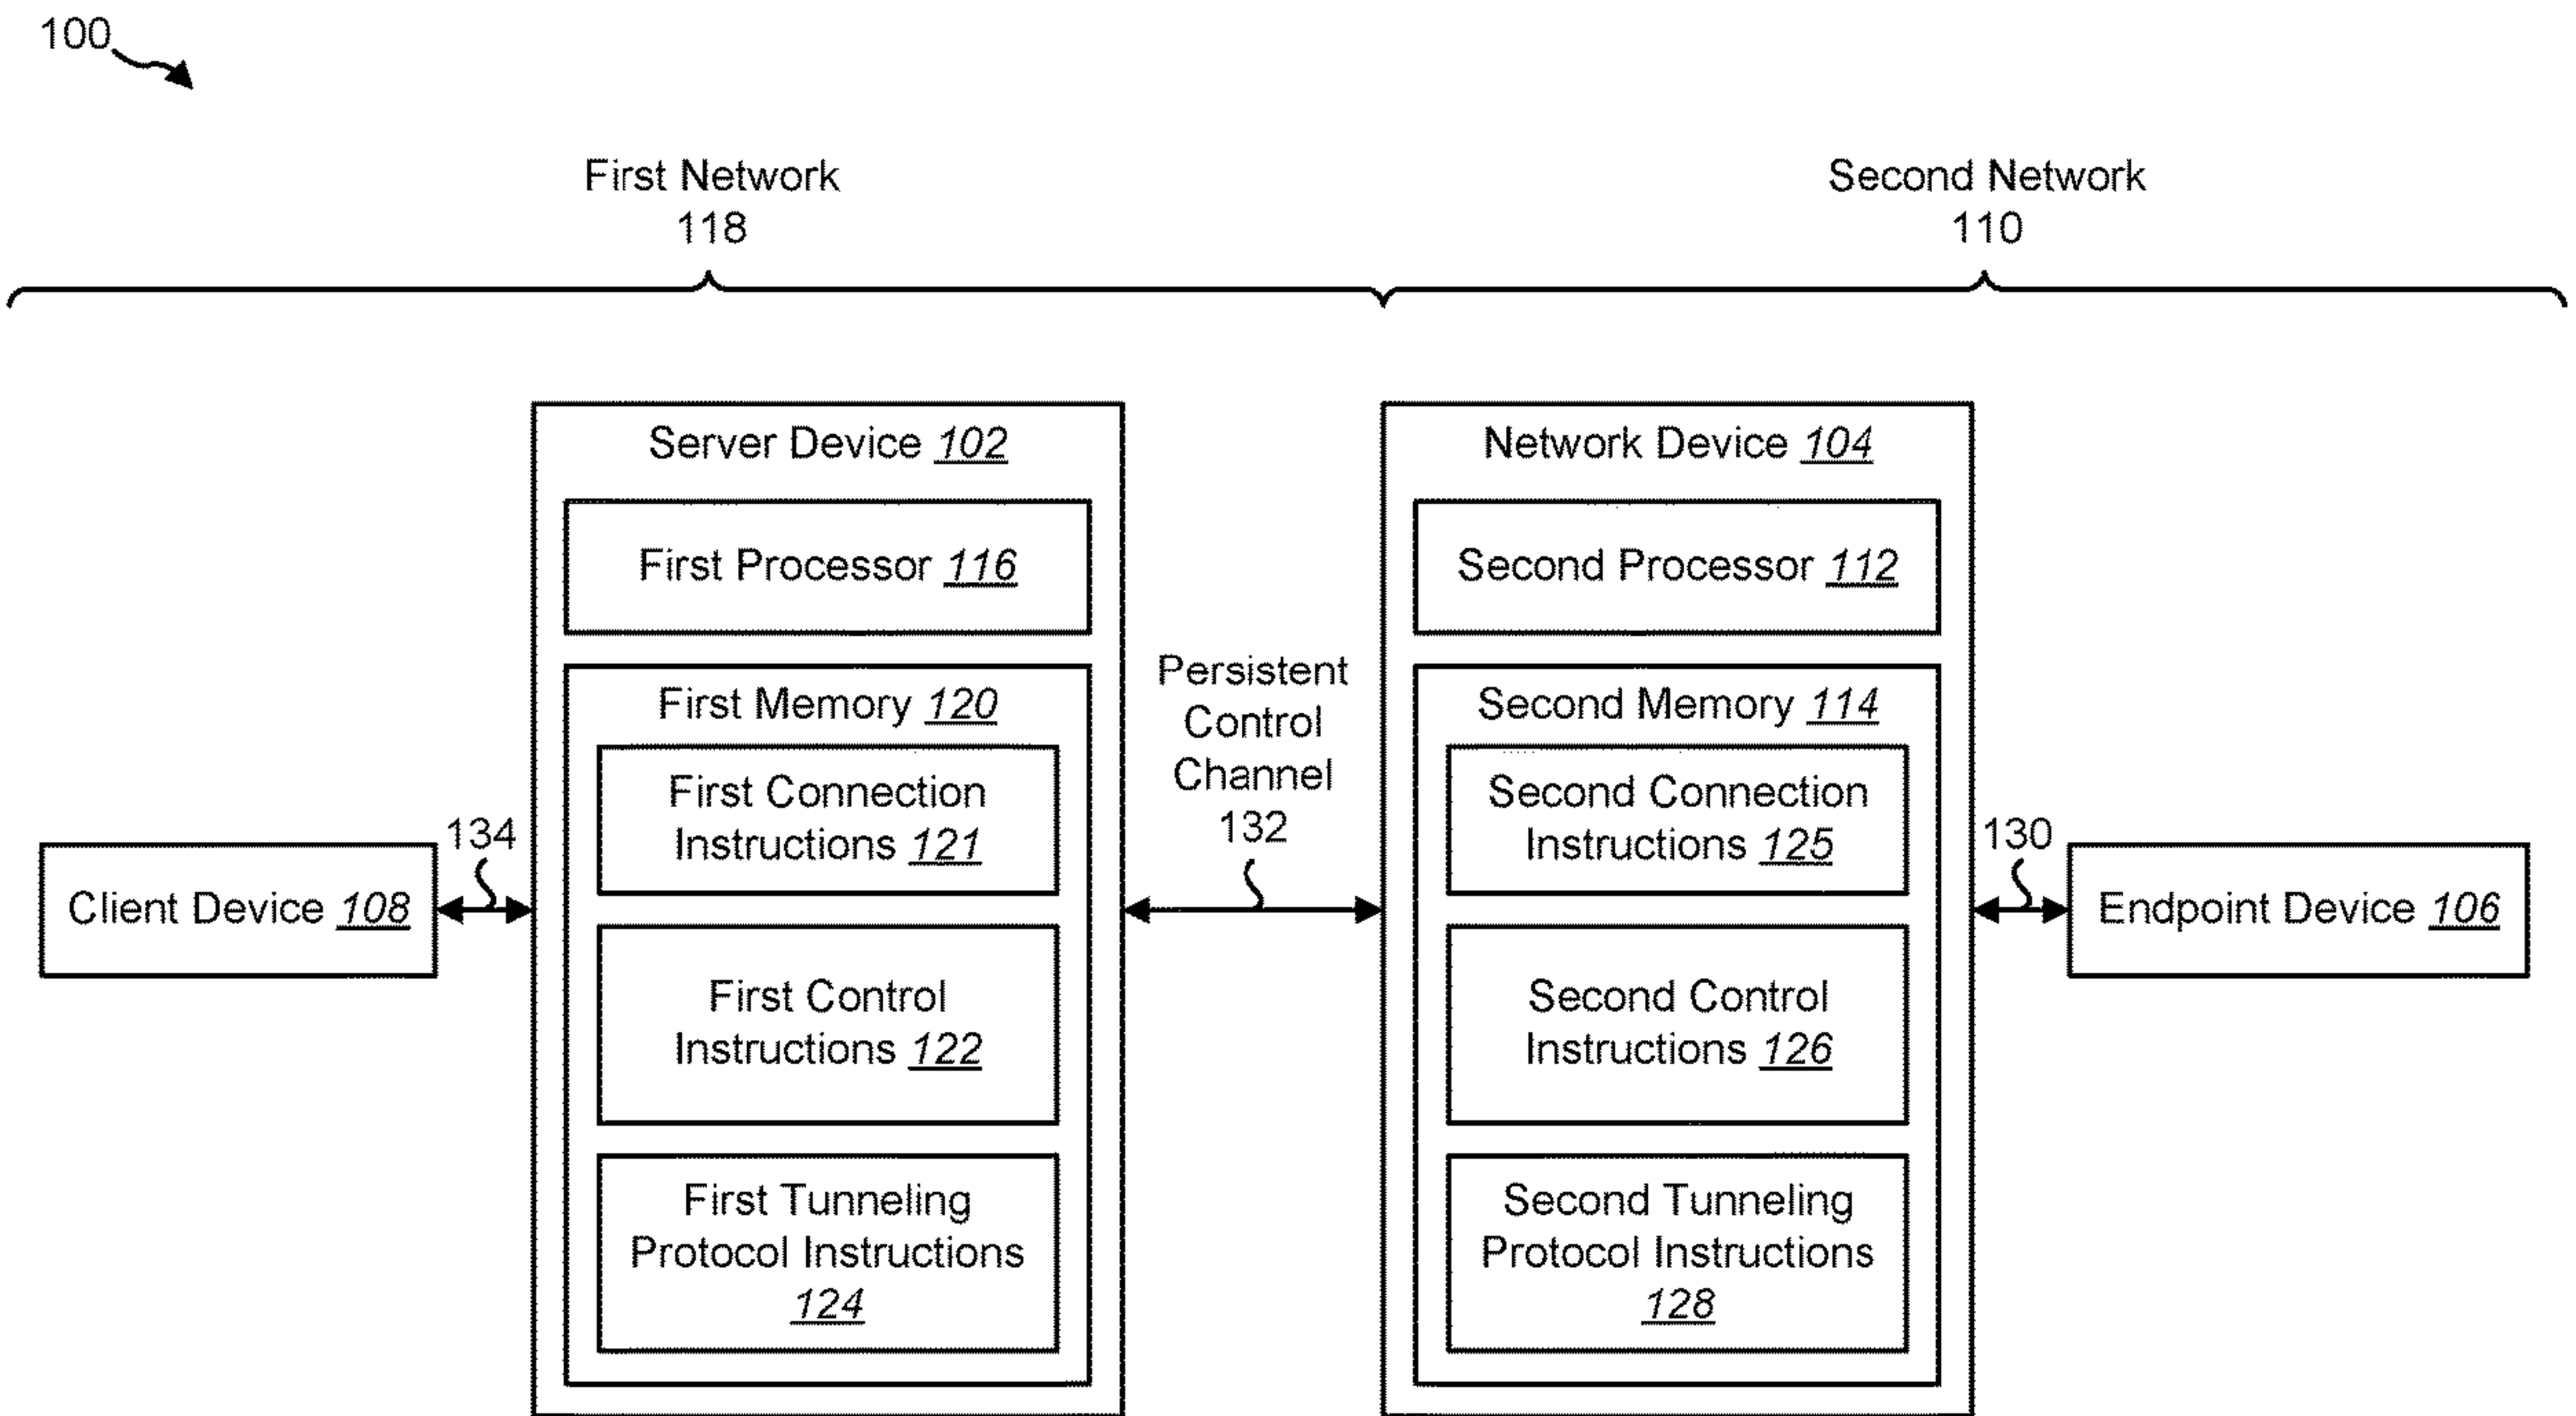 100
First Network
118
Second Network
110
Server Device 102
First Processor 116
First Memory 120
First Connection
Instructions 121
First Control
Instructions 122
First Tunneling
Protocol Instructions
124
Client Device 108
134
Persistent
Control
Channel
132
Network Device 104
Second Processor 112
Second Memory 114
Second Connection
Instructions 125
Second Control
Instructions 126
Second Tunneling
Protocol Instructions
128
130
Endpoint Device 106